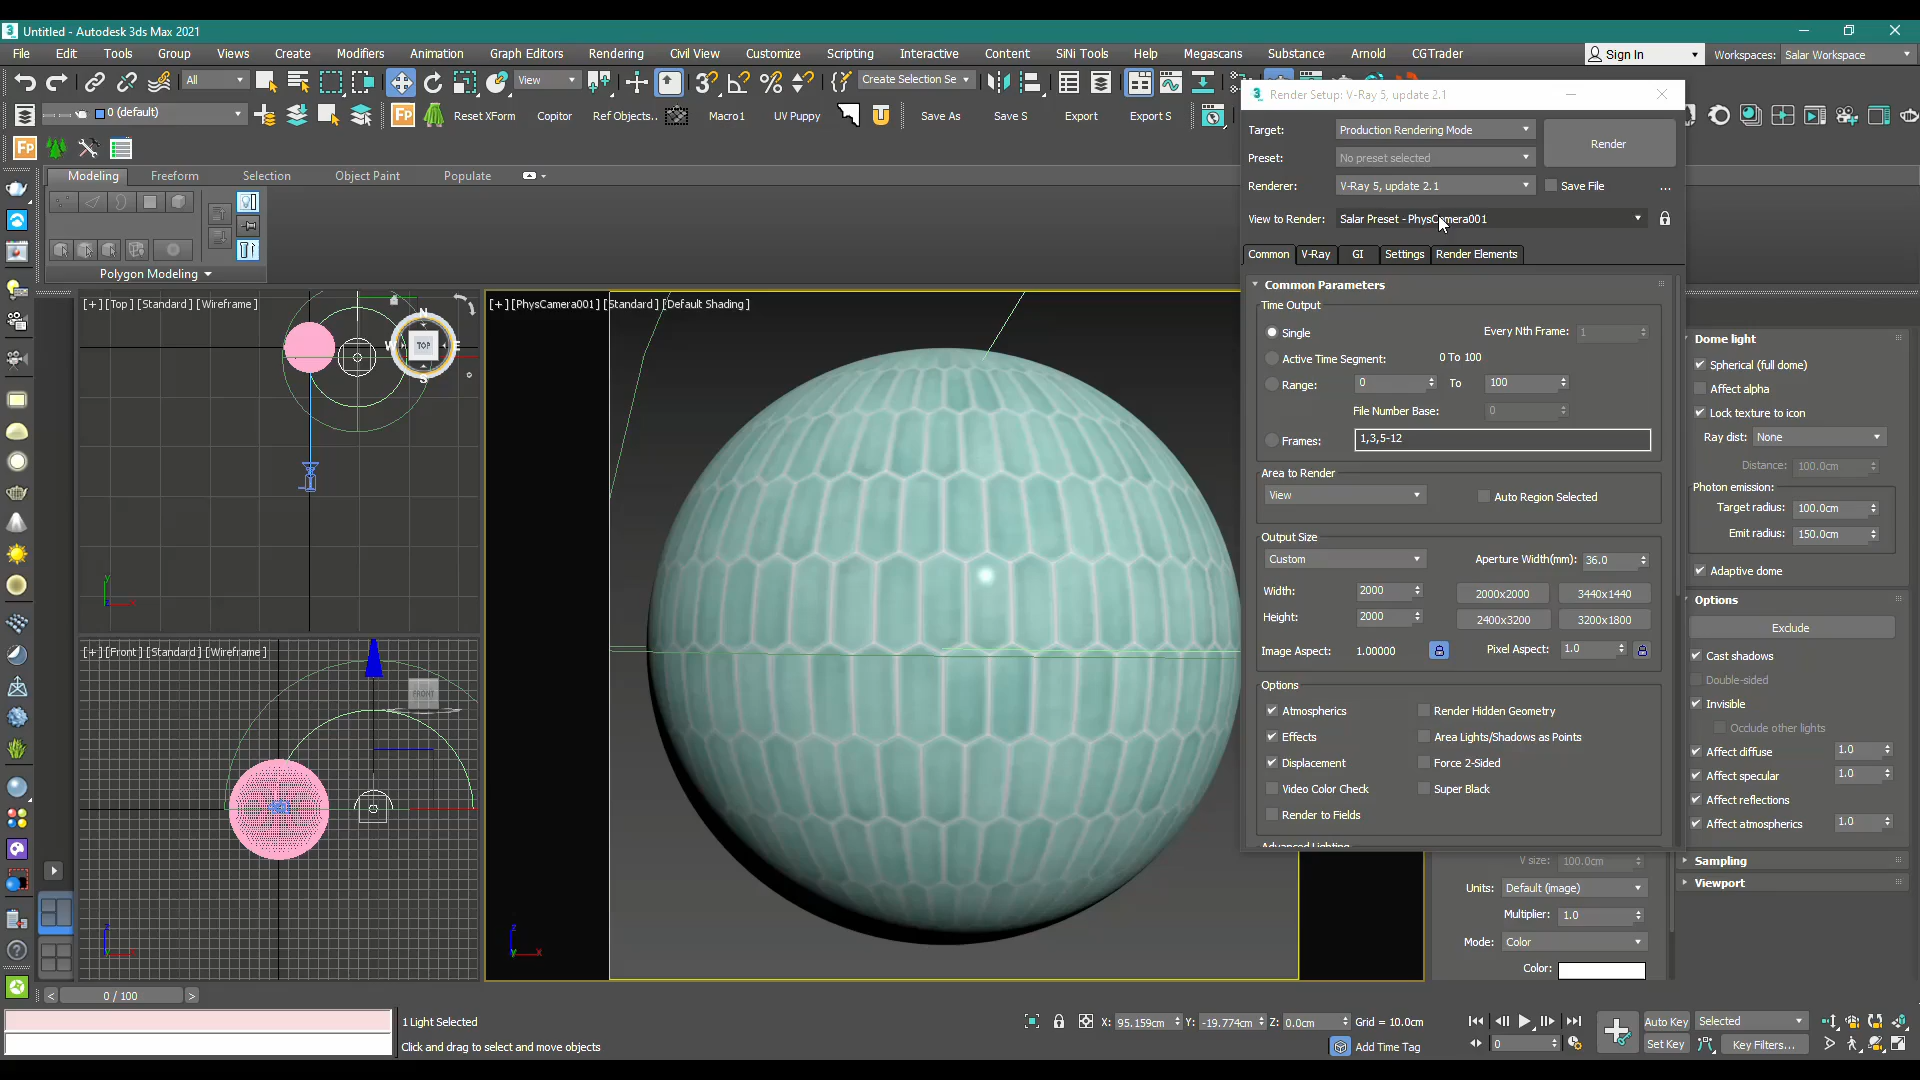 Untitled - Autodesk 3ds Max 2021
File Edit Tools Group Views Create Modifiers Animation Graph Editors Rendering Civil View Customize Scripting Interactive Content SiNi Tools Help Megascans Substance Arnold CGTrader
Sign In
Workspaces: Salar Workspace
All
View
Create Selection Se
0 (default)
Reset XForm Copitor Ref Objects.. Macro1 UV Puppy Save As Save S Export Export S
Modeling Freeform Selection Object Paint Populate
Polygon Modeling
[+] [Top] [Standard] [Wireframe]
N
W TOP E
S
[+] [PhysCamera001] [Standard] [Default Shading]
[+] [Front] [Standard] [Wireframe]
FRONT
Render Setup: V-Ray 5, update 2.1
Target: Production Rendering Mode
Render
Preset: No preset selected
Renderer: V-Ray 5, update 2.1
Save File ...
View to Render: Salar Preset - PhysCamera001
Common V-Ray GI Settings Render Elements
Common Parameters
Time Output
Single Every Nth Frame: 1
Active Time Segment: 0 To 100
Range: 0 To 100
File Number Base: 0
Frames: 1,3,5-12
Area to Render
View Auto Region Selected
Output Size
Custom Aperture Width(mm): 36.0
Width: 2000 2000x2000 3440x1440
Height: 2000 2400x3200 3200x1800
Image Aspect: 1.00000 Pixel Aspect: 1.0
Options
Atmospherics Render Hidden Geometry
Effects Area Lights/Shadows as Points
Displacement Force 2-Sided
Video Color Check Super Black
Render to Fields
Advanced Lighting
V size: 100.0cm
Units: Default (image)
Multiplier: 1.0
Mode: Color
Color:
Dome light
Spherical (full dome)
Affect alpha
Lock texture to icon
Ray dist: None
Distance: 100.0cm
Photon emission:
Target radius: 100.0cm
Emit radius: 150.0cm
Adaptive dome
Options
Exclude
Cast shadows
Double-sided
Invisible
Occlude other lights
Affect diffuse 1.0
Affect specular 1.0
Affect reflections
Affect atmospherics 1.0
Sampling
Viewport
< 0 / 100 >
1 Light Selected
Click and drag to select and move objects
X: 95.159cm Y: -19.774cm Z: 0.0cm Grid = 10.0cm
Add Time Tag
0
Auto Key Selected
Set Key Key Filters...